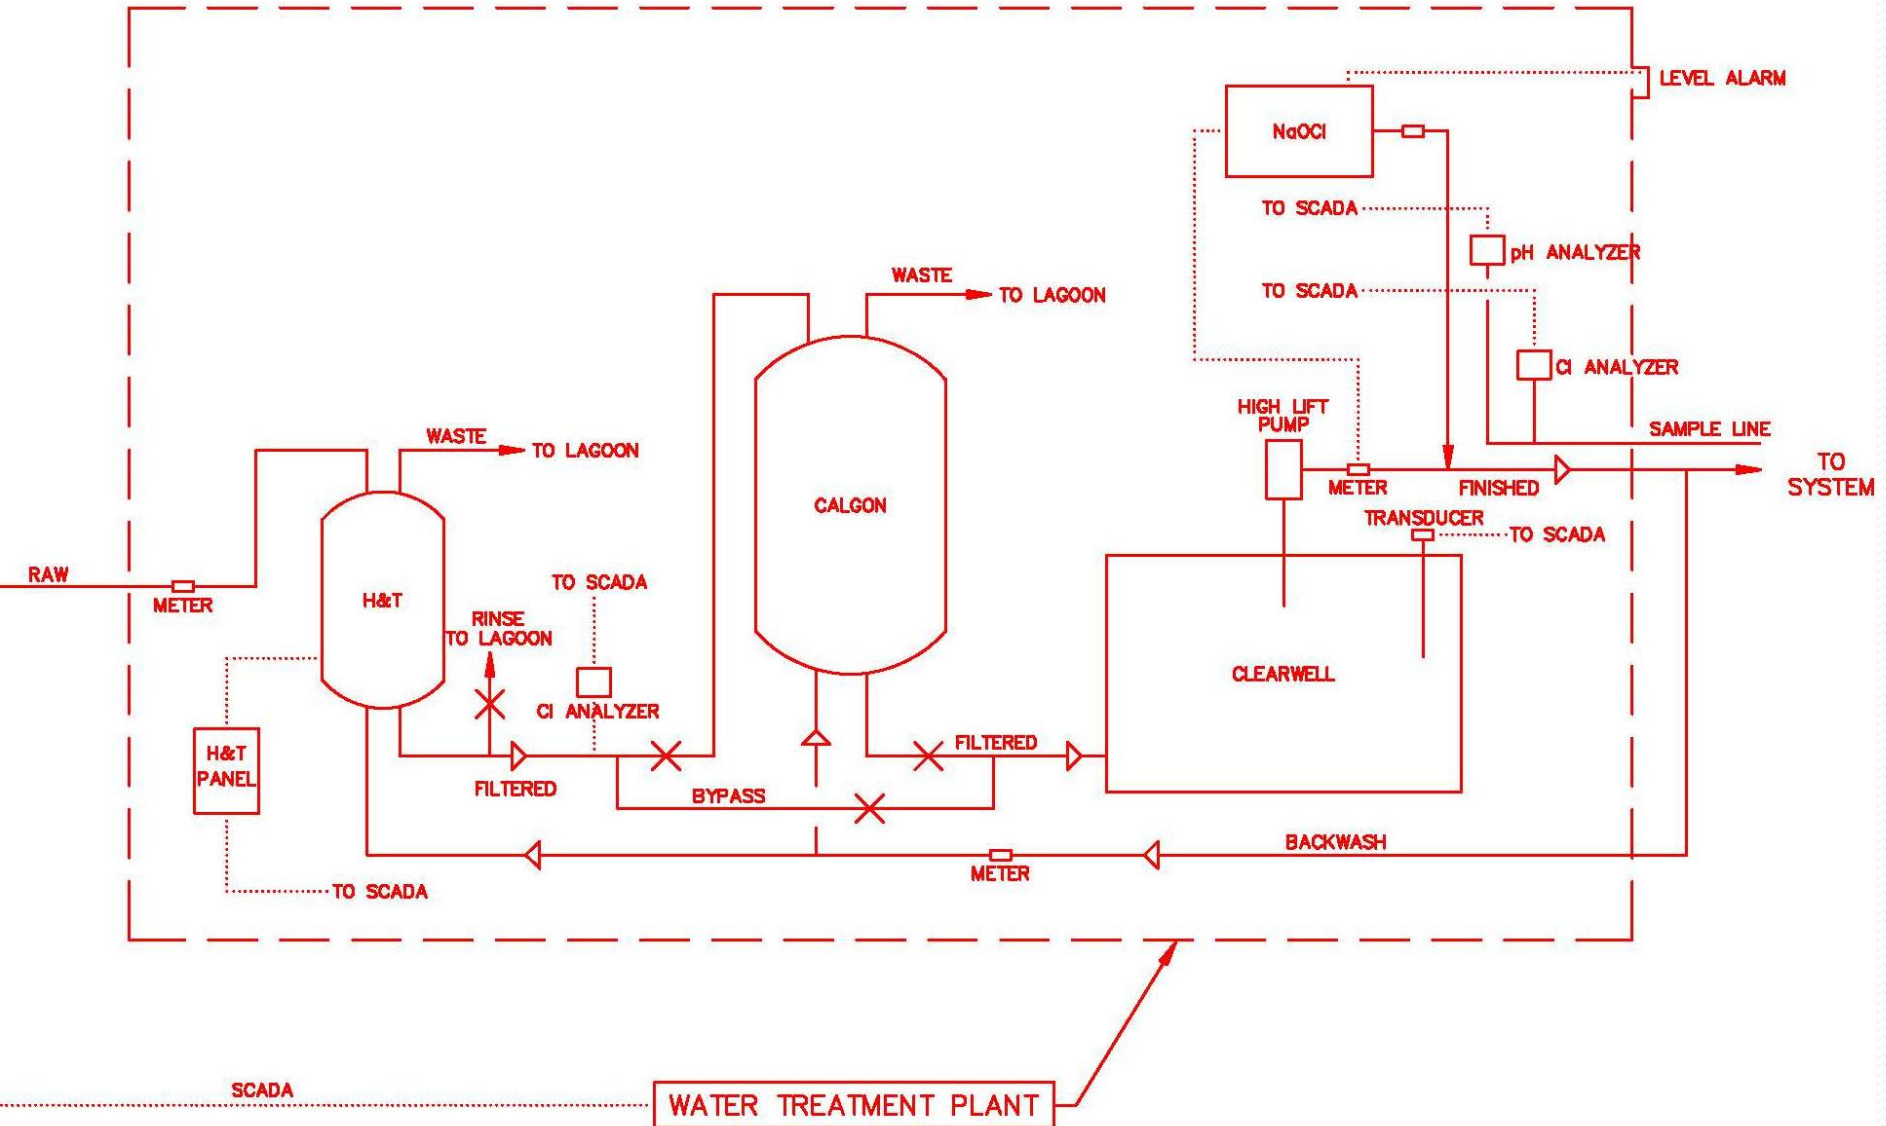 LEVEL ALARM
NaOCl
TO SCADA
pH ANALYZER
WASTE
TO LAGOON
TO SCADA
Cl ANALYZER
HIGH LIFT
PUMP
SAMPLE LINE
WASTE
TO LAGOON
TO
SYSTEM
METER
FINISHED
CALGON
TRANSDUCER
TO SCADA
RAW
METER
H&T
TO SCADA
RINSE
TO LAGOON
CLEARWELL
Cl ANALYZER
H&T
PANEL
FILTERED
FILTERED
BYPASS
BACKWASH
METER
TO SCADA
SCADA
WATER TREATMENT PLANT